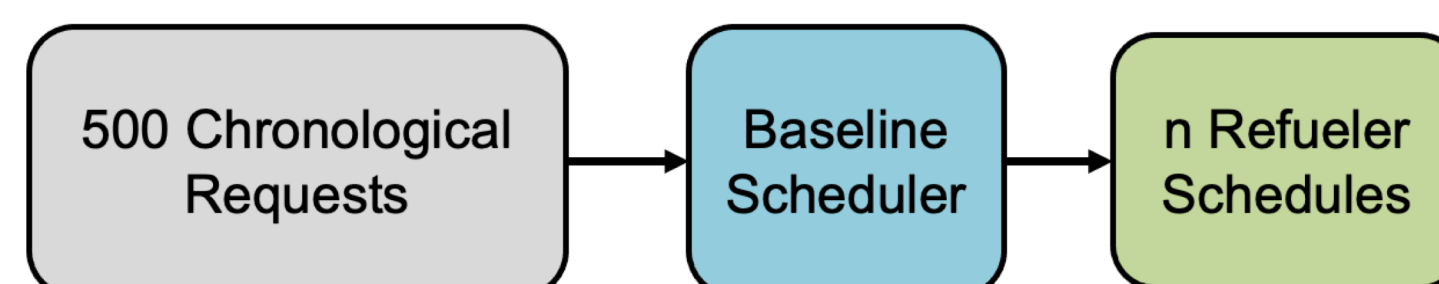 500 Chronological
Requests
Baseline
Scheduler
n Refueler
Schedules